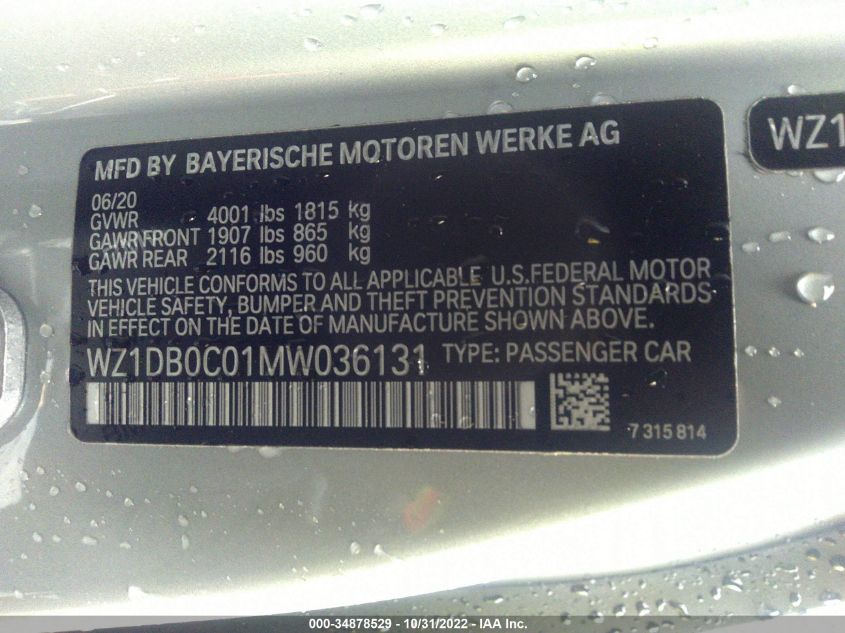 MFD BY BAYERISCHE MOTOREN WERKE AG
WZ1
06/20
GVWR 4001 lbs 1815 kg
GAWR FRONT 1907 lbs 865 kg
GAWR REAR 2116 lbs 960 kg
THIS VEHICLE CONFORMS TO ALL APPLICABLE U.S.FEDERAL MOTOR
VEHICLE SAFETY, BUMPER AND THEFT PREVENTION STANDARDS
IN EFFECT ON THE DATE OF MANUFACTURE SHOWN ABOVE.
WZ1DB0C01MW036131 TYPE: PASSENGER CAR
7 315 814
000-34878529 - 10/31/2022 - IAA Inc.